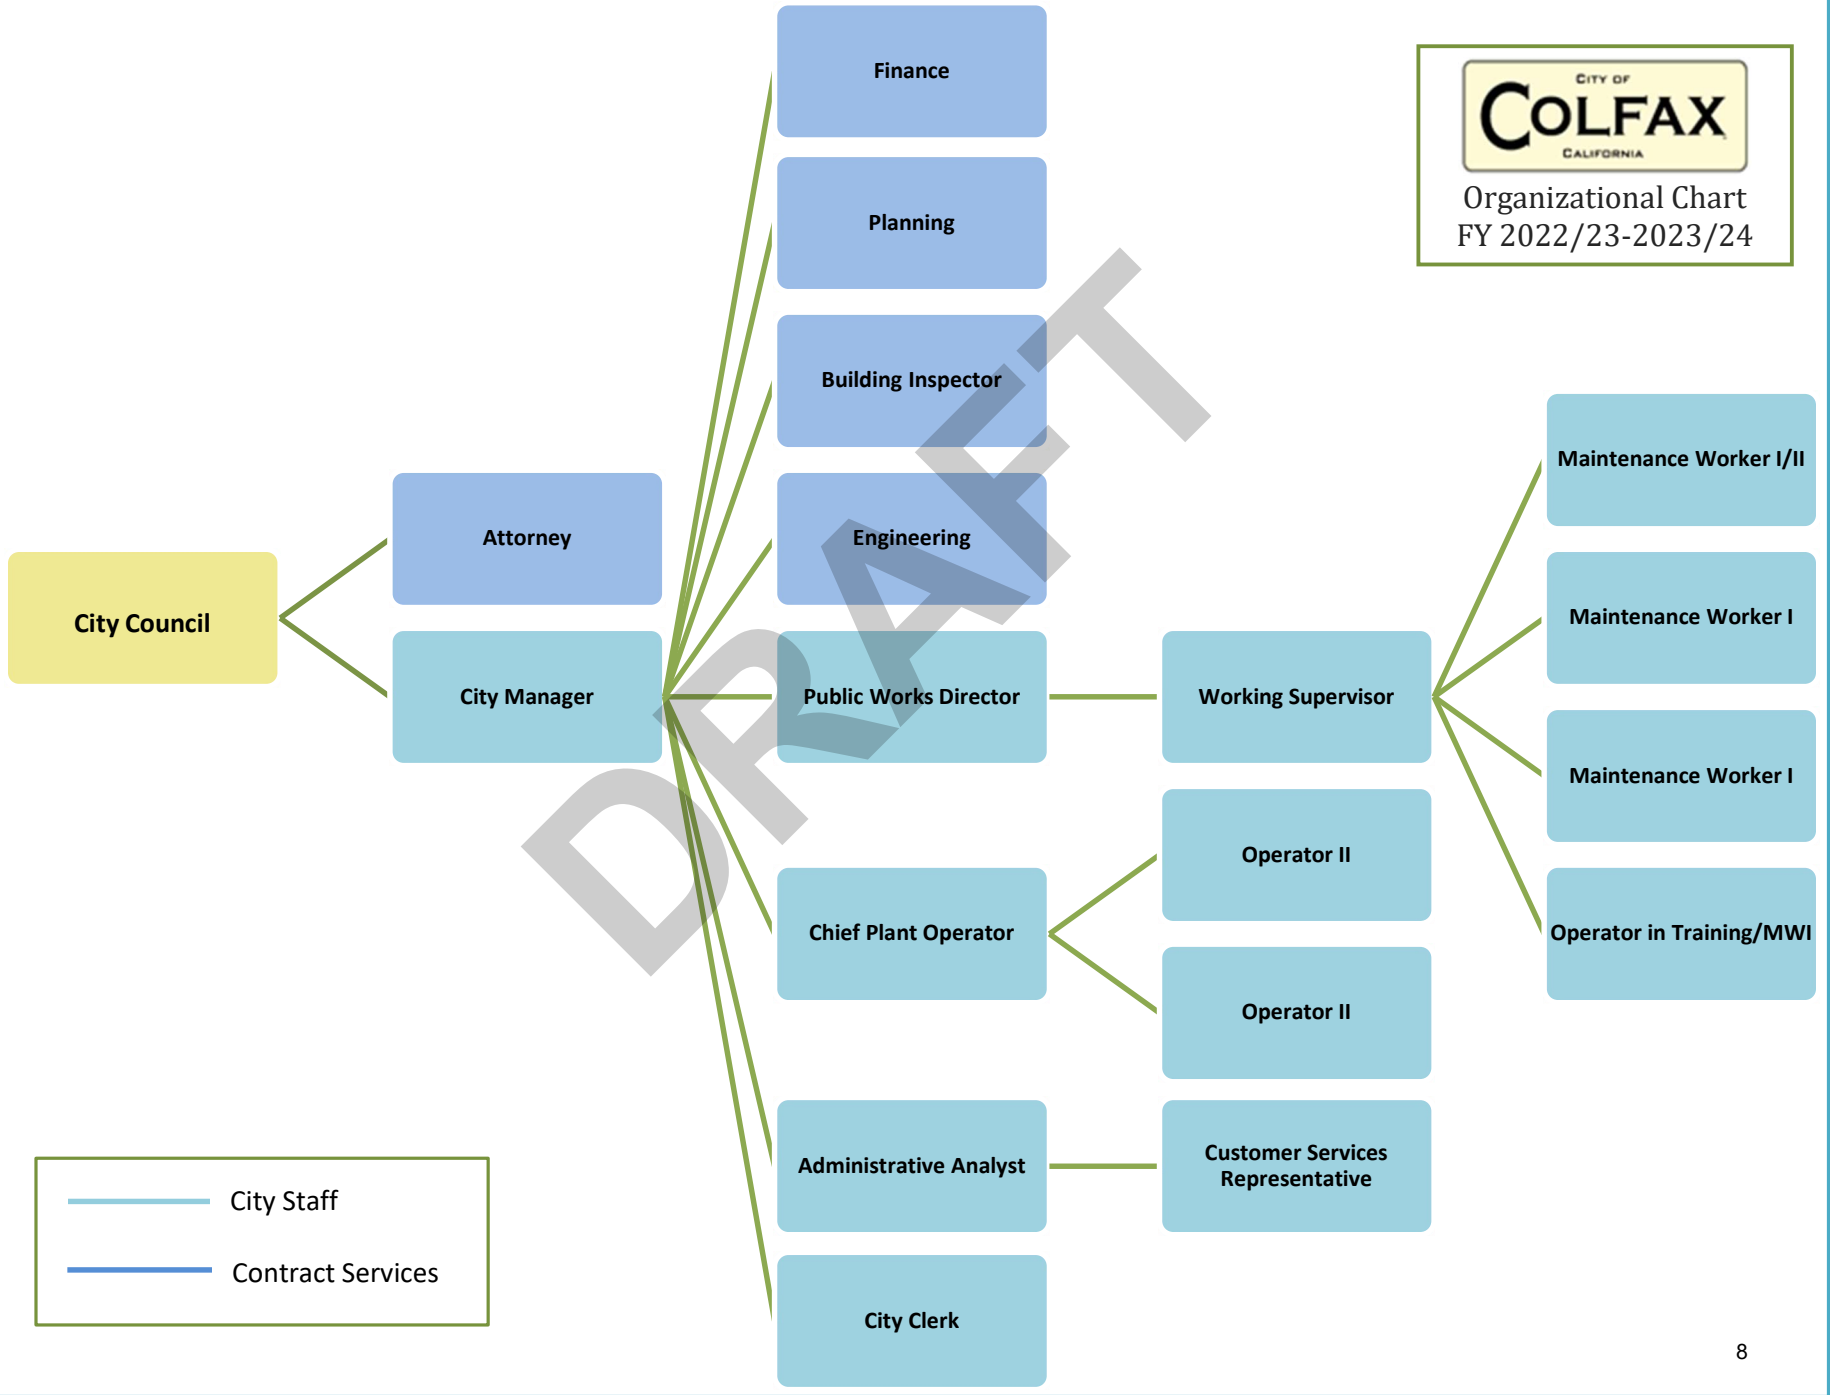 CITY OF
COLFAX
CALIFORNIA
Organizational Chart
FY 2022/23-2023/24
City Council
Attorney
City Manager
Finance
Planning
Building Inspector
Engineering
Public Works Director
Chief Plant Operator
Administrative Analyst
City Clerk
Working Supervisor
Operator II
Operator II
Customer Services
Representative
Maintenance Worker I/II
Maintenance Worker I
Maintenance Worker I
Operator in Training/MWI
DRAFT
City Staff
Contract Services
8